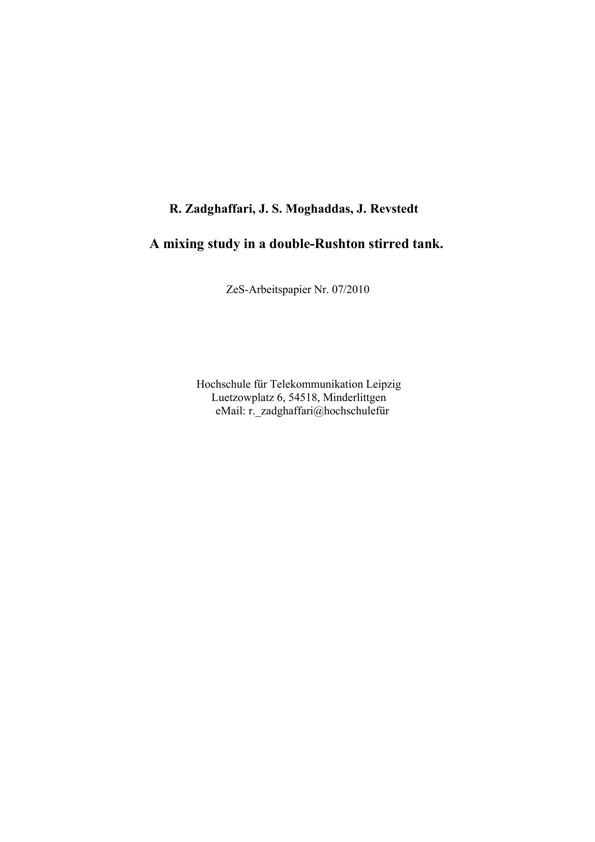 R. Zadghaffari, J. S. Moghaddas, J. Revstedt
A mixing study in a double-Rushton stirred tank.
ZeS-Arbeitspapier Nr. 07/2010
Hochschule für Telekommunikation Leipzig
Luetzowplatz 6, 54518, Minderlittgen
eMail: r._zadghaffari@hochschulefür